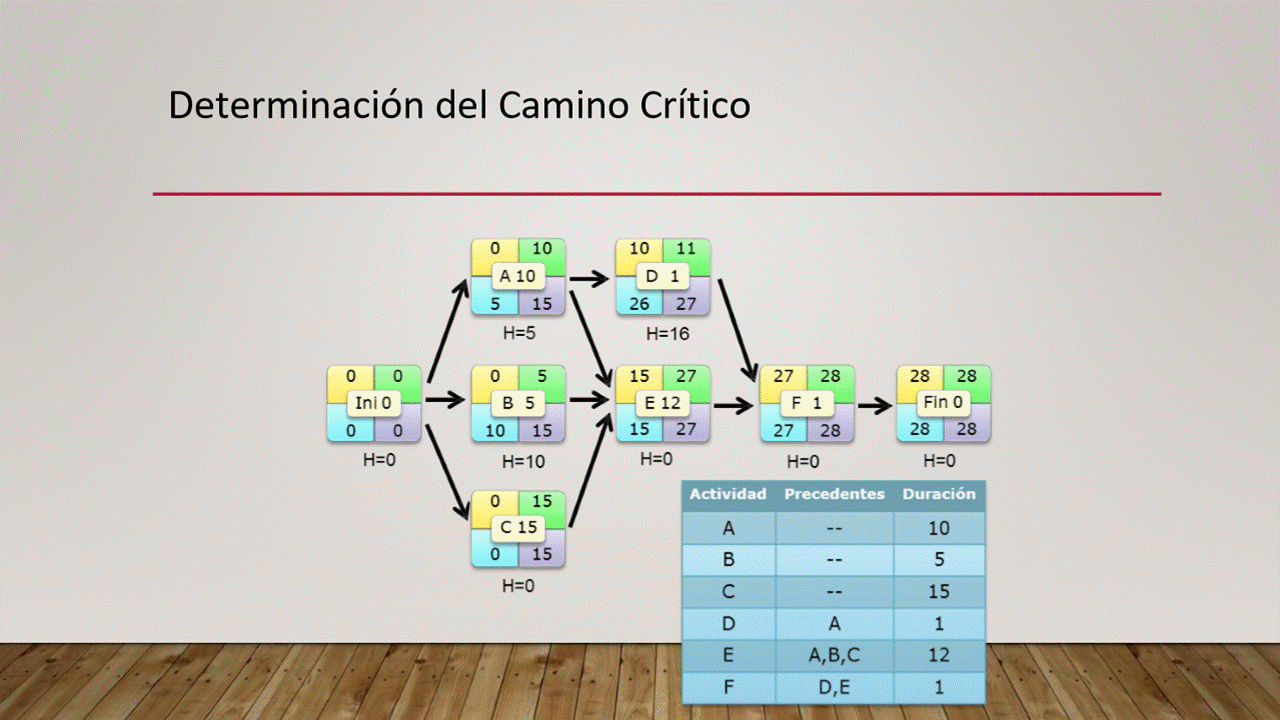 Determinación del Camino Crítico
0 10
A 10
5 15
H=5
10 11
D 1
26 27
H=16
0 0
Ini 0
0 0
H=0
0 5
B 5
10 15
H=10
15 27
E 12
15 27
H=0
27 28
F 1
27 28
H=0
28 28
Fin 0
28 28
H=0
0 15
C 15
0 15
H=0
Actividad Precedentes Duración
A -- 10
B -- 5
C -- 15
D A 1
E A,B,C 12
F D,E 1